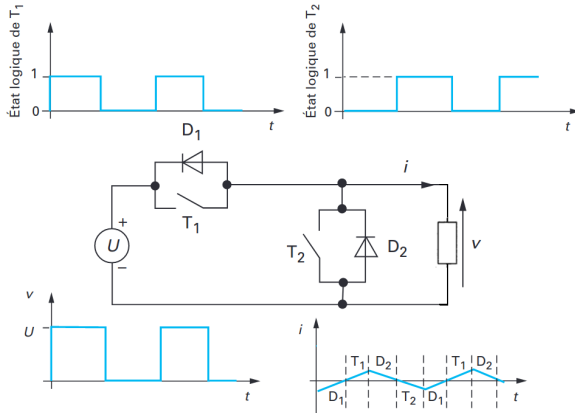 État logique de T₁
1
0
t
État logique de T₂
1
0
t
D₁
T₁
i
+
U
−
T₂
D₂
v
v
U
t
i
T₁ D₂ T₁ D₂
D₁ T₂ D₁ t